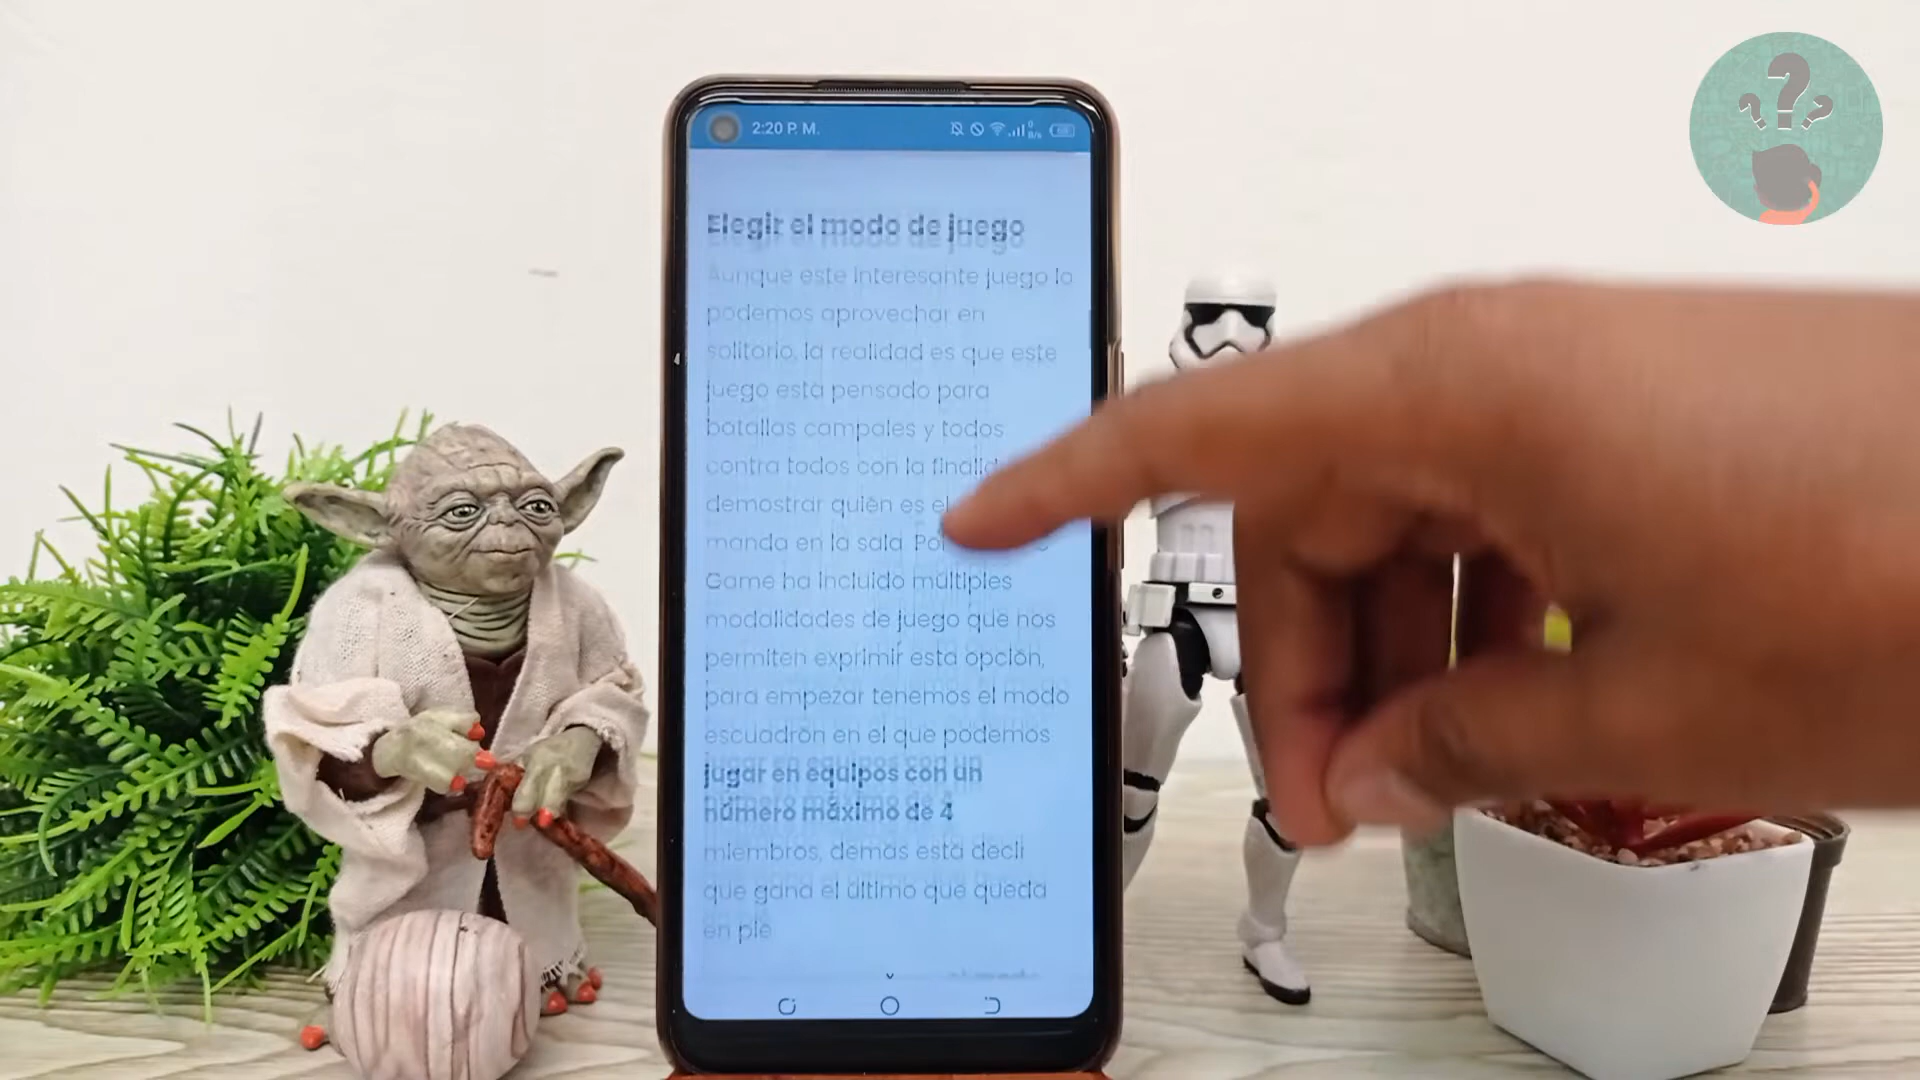 2:20 P. M.
Elegir el modo de juego
Aunque este interesante juego lo
podemos aprovechar en
solitario, la realidad es que este
juego está pensado para
batallas campales y todos
contra todos con la
demostrar quién es el
manda en la sala.
Game ha incluido múltiples
modalidades de juego que nos
permiten exprimir esta opción,
para empezar tenemos el modo
escuadrón en el que podemos
jugar en equipos con un
número máximo de 4
miembros, demás está decir
que gana el último que queda
en pie